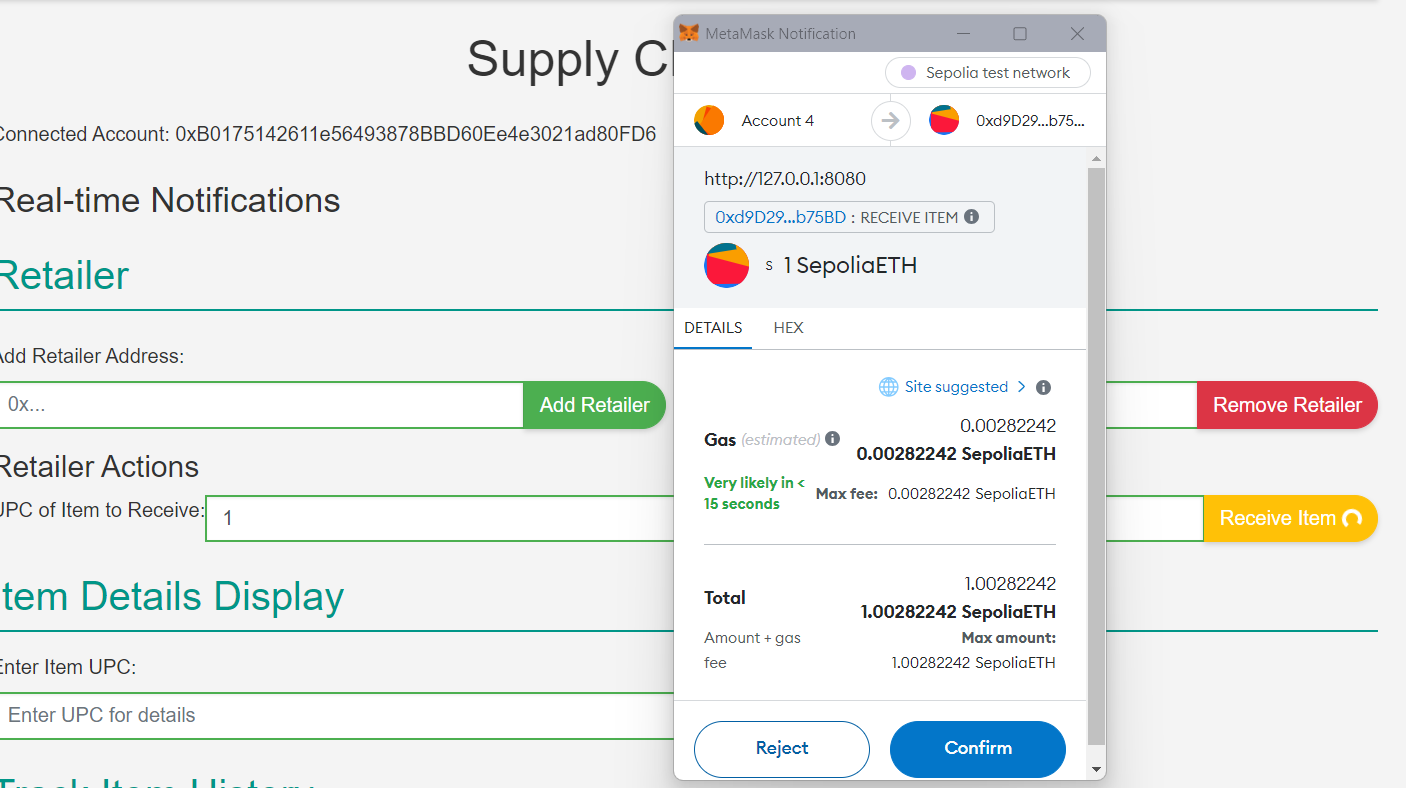 Supply C
Connected Account: 0xB0175142611e56493878BBD60Ee4e3021ad80FD6
Real-time Notifications
Retailer
Add Retailer Address:
0x...
Add Retailer
Remove Retailer
Retailer Actions
UPC of Item to Receive:
1
Receive Item
Item Details Display
Enter Item UPC:
Enter UPC for details
Track Item History
MetaMask Notification
Sepolia test network
Account 4
0xd9D29...b75...
http://127.0.0.1:8080
0xd9D29...b75BD : RECEIVE ITEM
S 1 SepoliaETH
DETAILS HEX
Site suggested >
0.00282242
Gas (estimated) 0.00282242 SepoliaETH
Very likely in <
15 seconds
Max fee: 0.00282242 SepoliaETH
1.00282242
Total 1.00282242 SepoliaETH
Amount + gas
fee
Max amount:
1.00282242 SepoliaETH
Reject Confirm